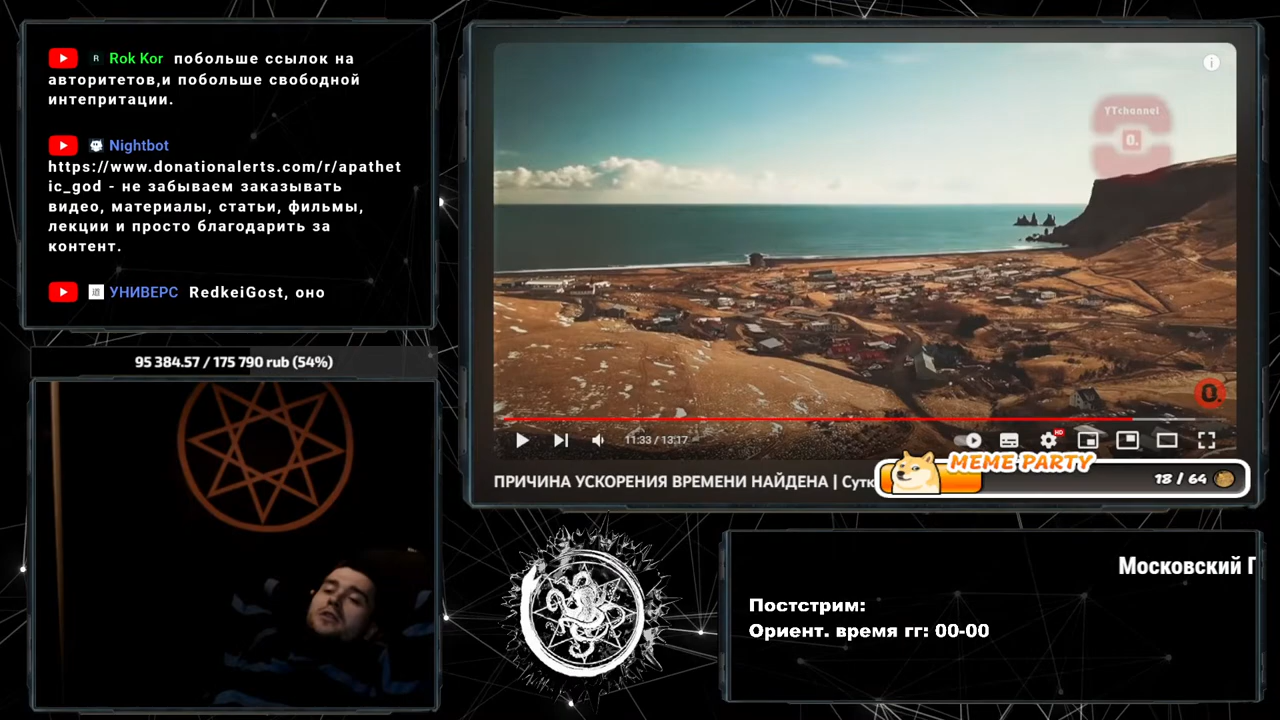 Rok Kor побольше ссылок на
авторитетов,и побольше свободной
интепритации.
Nightbot
https://www.donationalerts.com/r/apathet
ic_god - не забываем заказывать
видео, материалы, статьи, фильмы,
лекции и просто благодарить за
контент.
УНИВЕРС RedkeiGost, оно
95 384.57 / 175 790 rub (54%)
YTchannel
0.
0.
11:33 / 13:17
HD
ПРИЧИНА УСКОРЕНИЯ ВРЕМЕНИ НАЙДЕНА | Сутк
MEME PARTY
18 / 64
Московский Г
Постстрим:
Ориент. время гг: 00-00